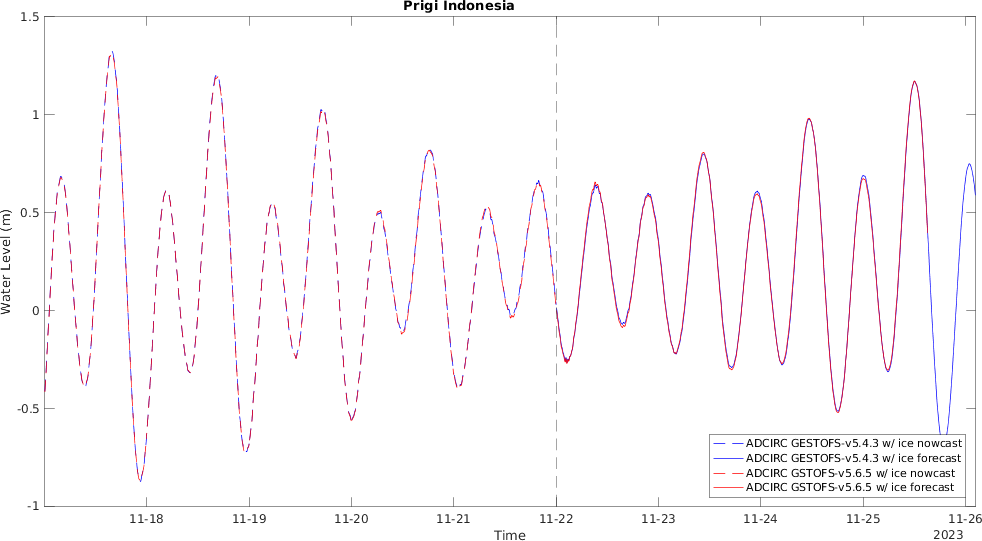 Prigi Indonesia
1.5
1
0.5
0
-0.5
-1
Water Level (m)
11-18 11-19 11-20 11-21 11-22 11-23 11-24 11-25 11-26
2023
Time
ADCIRC GESTOFS-v5.4.3 w/ ice nowcast
ADCIRC GESTOFS-v5.4.3 w/ ice forecast
ADCIRC GSTOFS-v5.6.5 w/ ice nowcast
ADCIRC GSTOFS-v5.6.5 w/ ice forecast